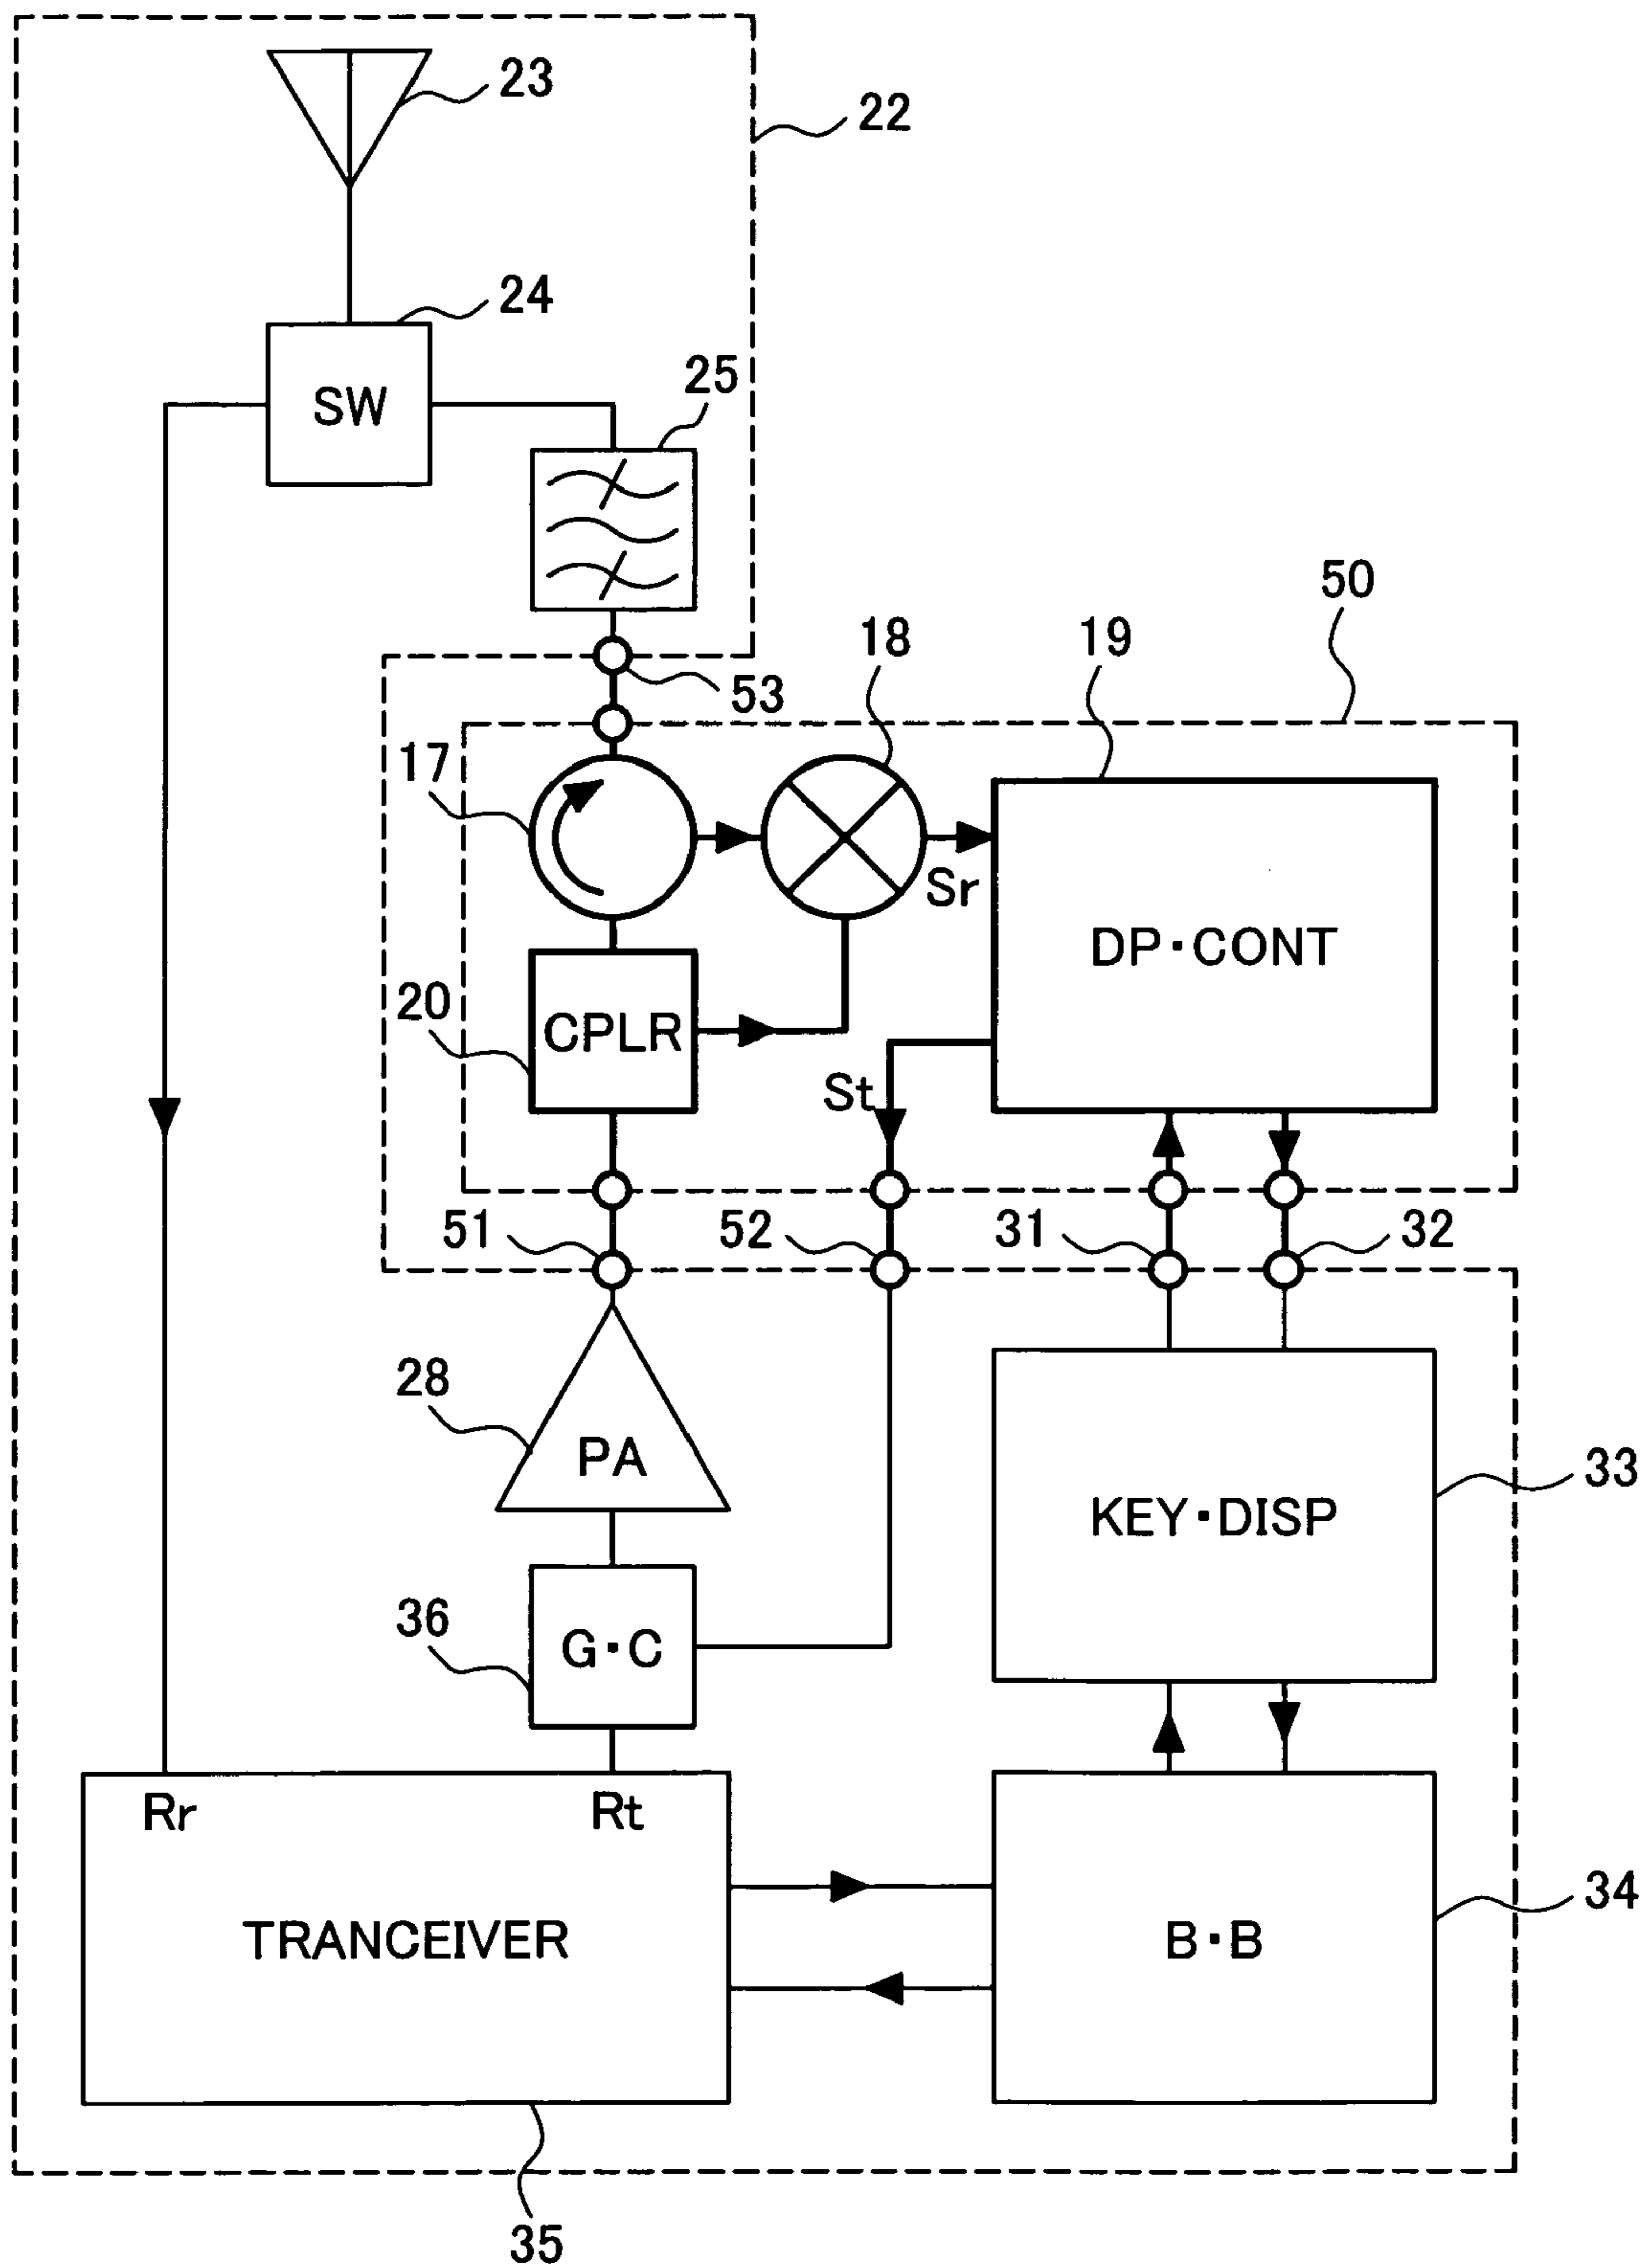 23
22
24
SW
25
50
18
19
53
17
Sr
DP・CONT
20
CPLR
St
51
52
31
32
28
PA
33
KEY・DISP
36
G・C
Rr
Rt
34
TRANCEIVER
B・B
35